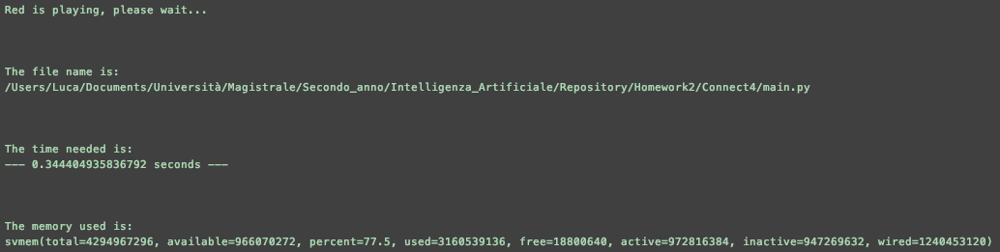 Red is playing, please wait...
The file name is:
/Users/Luca/Documents/Università/Magistrale/Secondo_anno/Intelligenza_Artificiale/Repository/Homework2/Connect4/main.py
The time needed is:
--- 0.344404935836792 seconds ---
The memory used is:
svmem(total=4294967296, available=966070272, percent=77.5, used=3160539136, free=18800640, active=972816384, inactive=947269632, wired=1240453120)